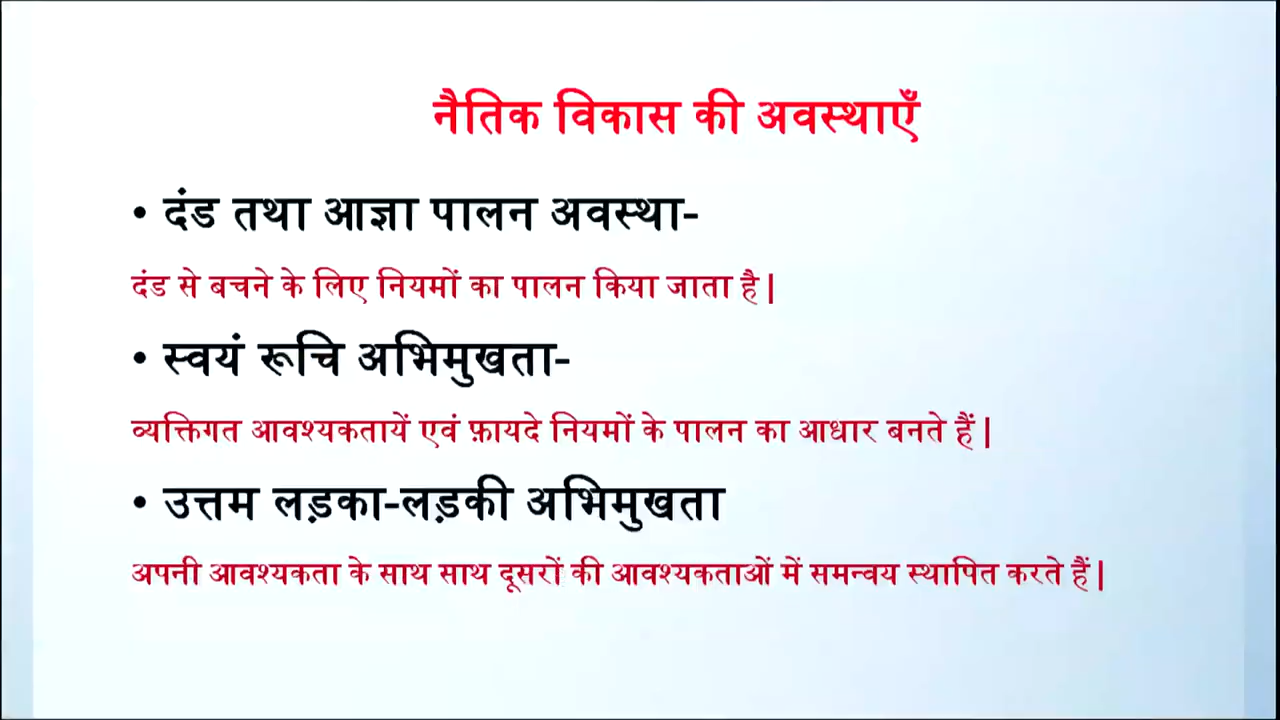 नैतिक विकास की अवस्थाएँ
• दंड तथा आज्ञा पालन अवस्था-
दंड से बचने के लिए नियमों का पालन किया जाता है |
• स्वयं रूचि अभिमुखता-
व्यक्तिगत आवश्यकतायें एवं फ़ायदे नियमों के पालन का आधार बनते हैं |
• उत्तम लड़का-लड़की अभिमुखता
अपनी आवश्यकता के साथ साथ दूसरों की आवश्यकताओं में समन्वय स्थापित करते हैं |